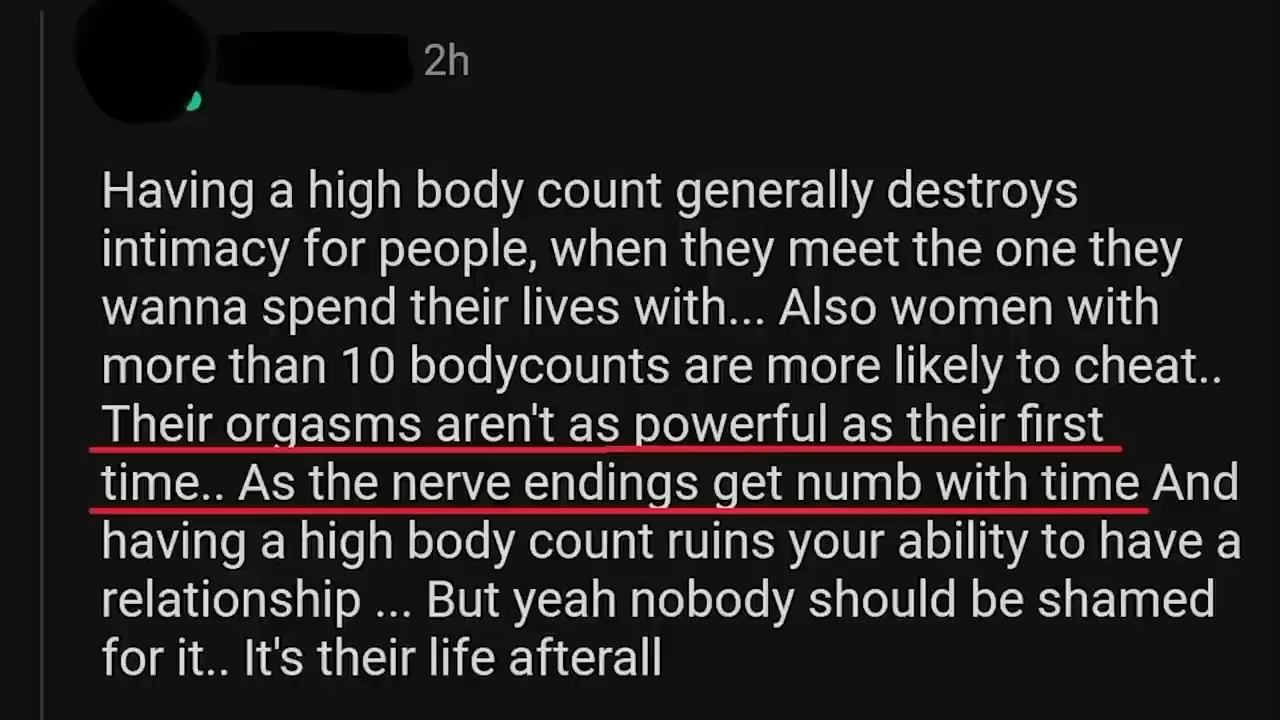 2h
Having a high body count generally destroys
intimacy for people, when they meet the one they
wanna spend their lives with... Also women with
more than 10 bodycounts are more likely to cheat..
Their orgasms aren't as powerful as their first
time.. As the nerve endings get numb with time And
having a high body count ruins your ability to have a
relationship ... But yeah nobody should be shamed
for it.. It's their life afterall